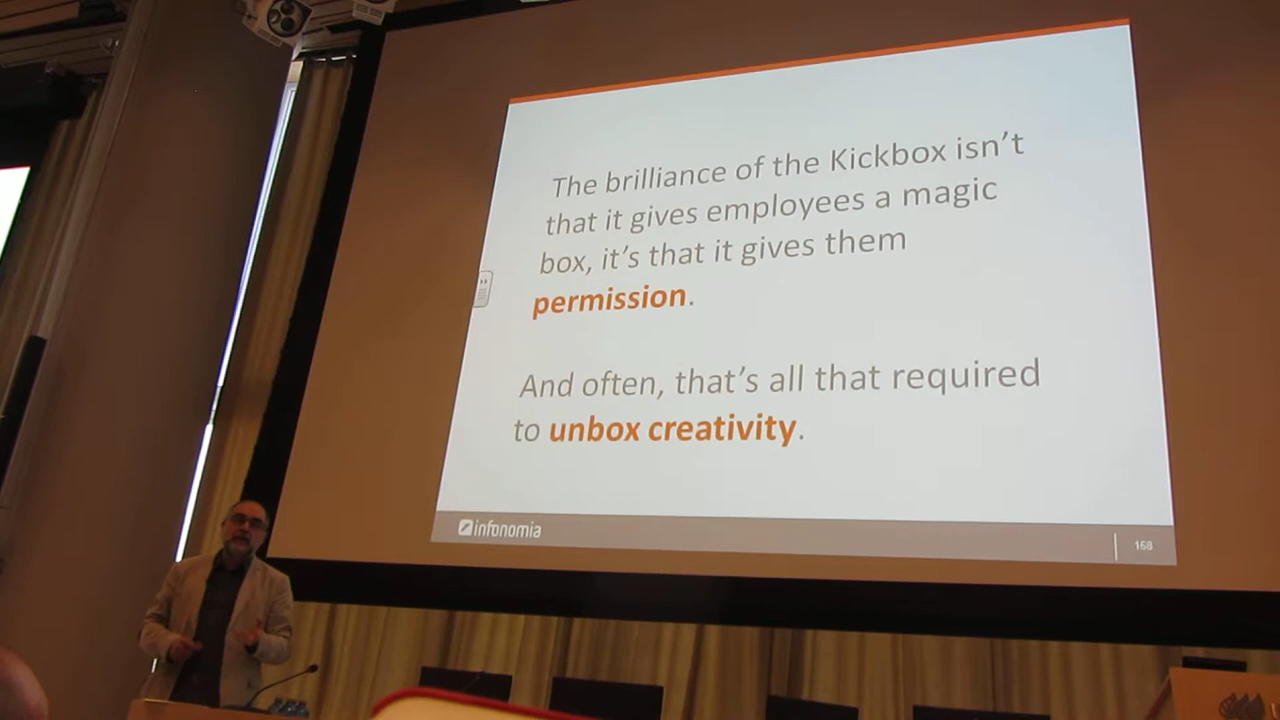 The brilliance of the Kickbox isn't
that it gives employees a magic
box, it's that it gives them
permission.
And often, that's all that required
to unbox creativity.
infonomia
168